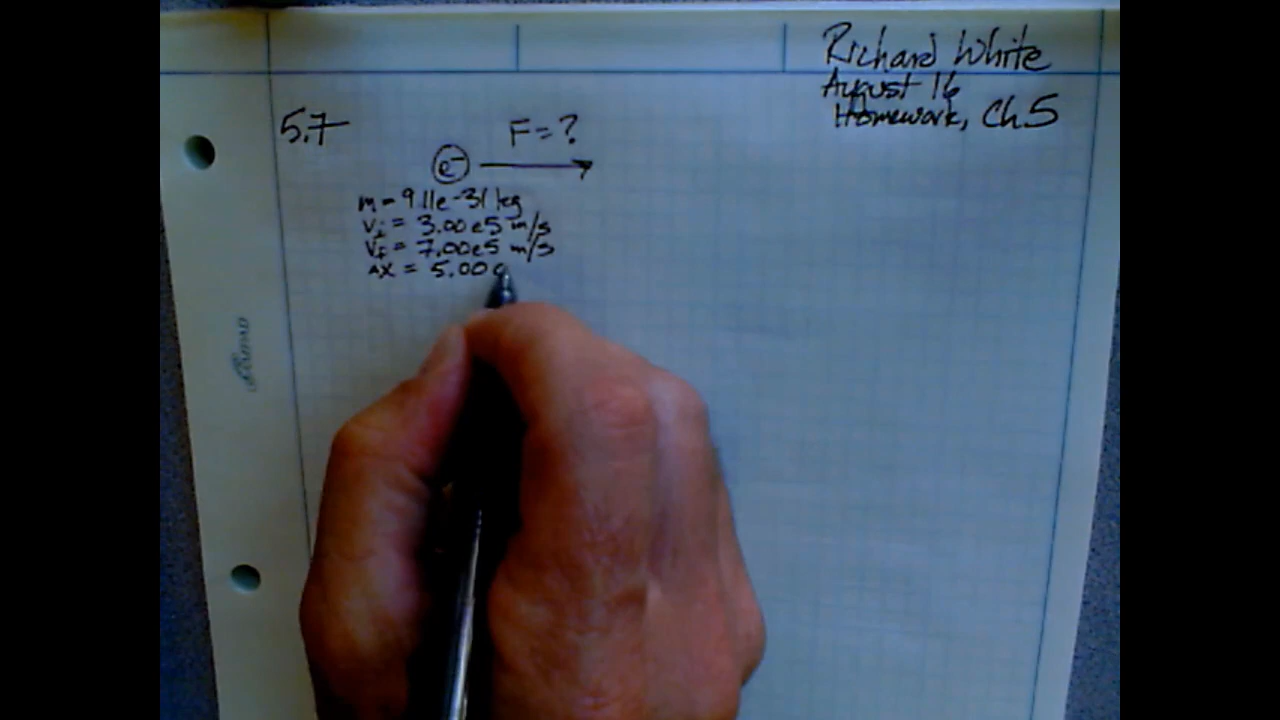 Richard White
August 16
Homework, Ch.5
5.7
F = ?
e⁻
m = 9.11e-31 kg
Vi = 3.00e5 m/s
Vf = 7.00e5 m/s
ΔX = 5.00